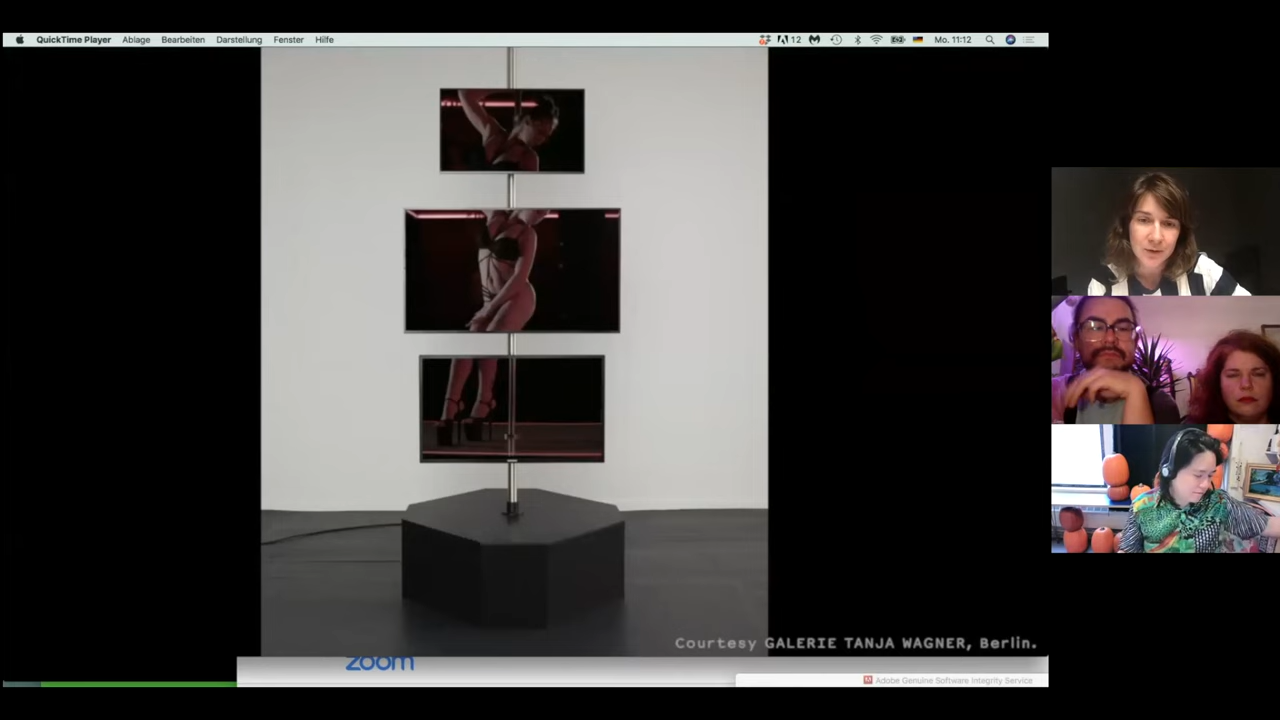 QuickTime Player Ablage Bearbeiten Darstellung Fenster Hilfe 12 Mo. 11:12
Courtesy GALERIE TANJA WAGNER, Berlin.
zoom
Adobe Genuine Software Integrity Service